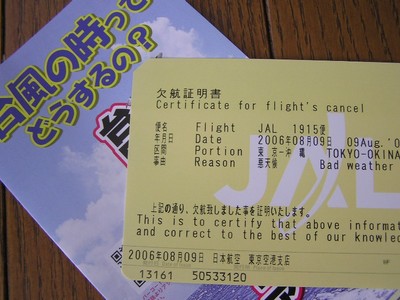 台風の時って
どうするの？
欠航証明書
Certificate for flight's cancel
便名 Flight JAL 1915便
年月日 Date 2006年08月09日 09Aug.'0
区間 Portion 東京－沖縄 TOKYO-OKINA
事由 Reason 悪天候 Bad weather
JAL
上記の通り、欠航致しました事を証明いたします。
This is to certify that above informat
and correct to the best of our knowled
2006年08月09日 日本航空 東京空港支店
13161 50533120